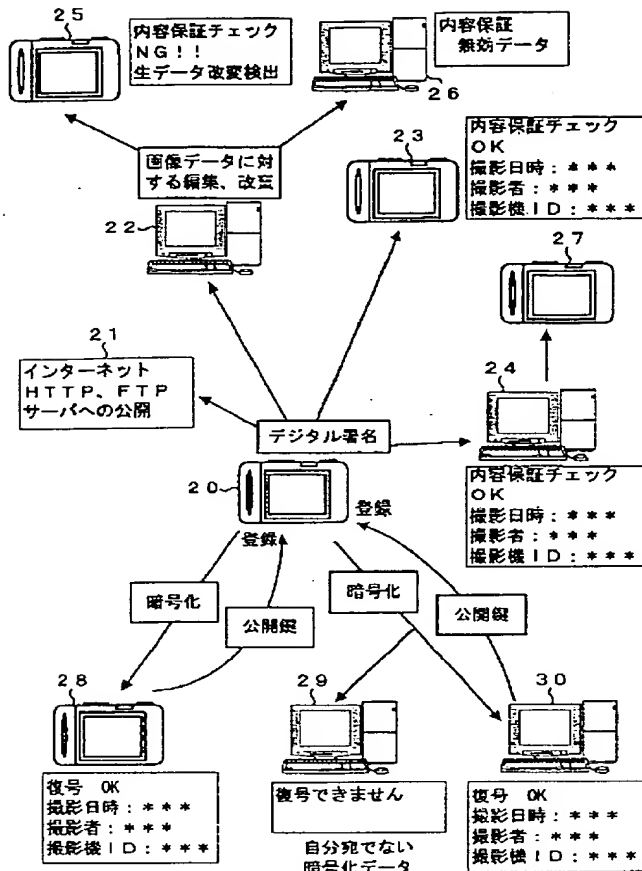 25
内容保証チェック
NG!!
生データ改変検出
内容保証
無効データ
26
画像データに対
する編集、改竄
22
23
内容保証チェック
OK
撮影日時:***
撮影者:***
撮影機ID:***
27
21
インターネット
HTTP、FTP
サーバへの公開
24
デジタル署名
内容保証チェック
OK
撮影日時:***
撮影者:***
撮影機ID:***
20
登録
登録
暗号化
公開鍵
暗号化
公開鍵
28
復号 OK
撮影日時:***
撮影者:***
撮影機ID:***
29
復号できません
自分宛でない
暗号化データ
30
復号 OK
撮影日時:***
撮影者:***
撮影機ID:***